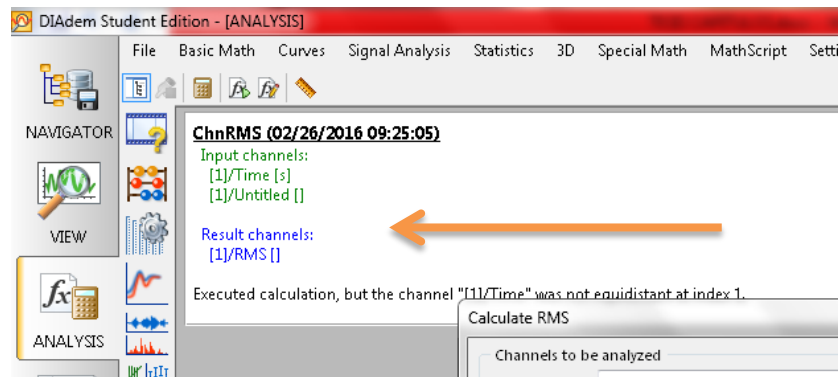 DIAdem Student Edition - [ANALYSIS]
File Basic Math Curves Signal Analysis Statistics 3D Special Math MathScript
NAVIGATOR
VIEW
ANALYSIS
ChnRMS (02/26/2016 09:25:05)
Input channels:
[1]/Time [s]
[1]/Untitled []
Result channels:
[1]/RMS []
Executed calculation, but the channel "[1]/Time" was not equidistant at index 1.
Calculate RMS
Channels to be analyzed